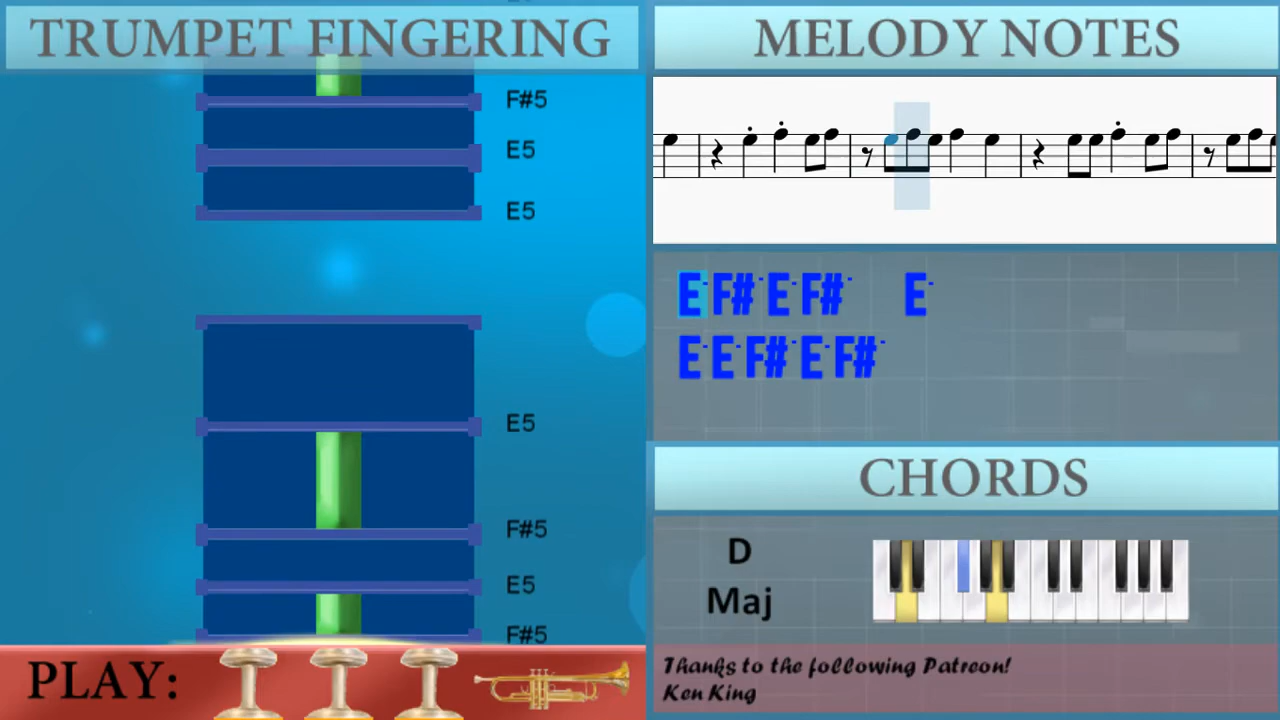 TRUMPET FINGERING
F#5
E5
E5
E5
F#5
E5
F#5
PLAY:
MELODY NOTES
E F# E F# E
E E F# E F#
CHORDS
D
Maj
Thanks to the following Patreon!
Ken King